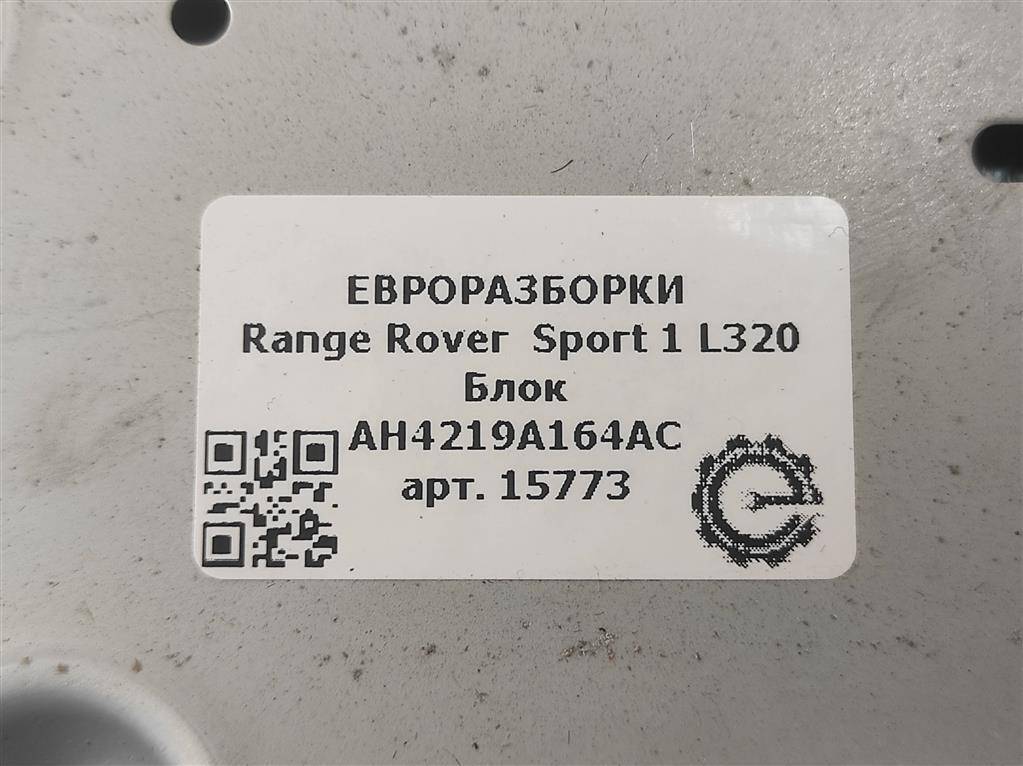 ЕВРОРАЗБОРКИ
Range Rover  Sport 1 L320
Блок
AH4219A164AC
арт. 15773